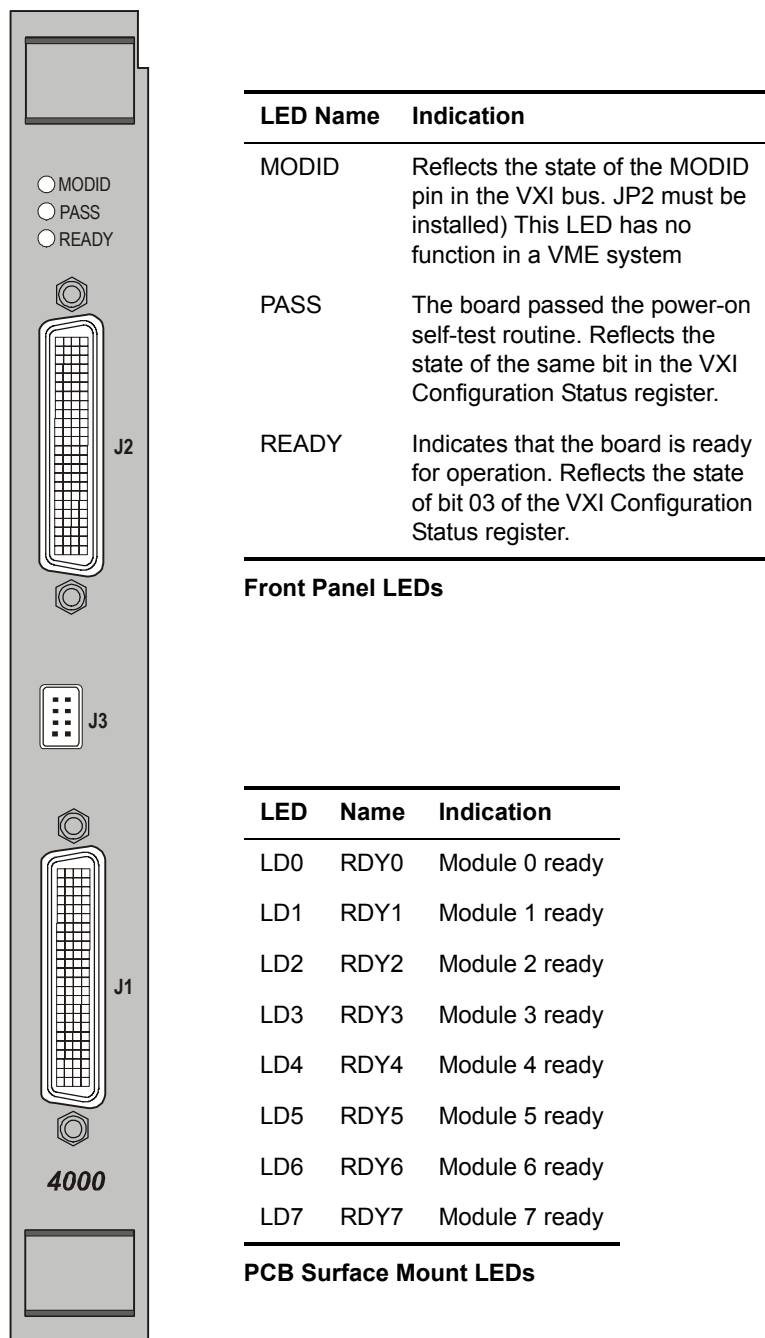 MODID
PASS
READY
J2
J3
J1
4000
LED Name Indication
MODID Reflects the state of the MODID
pin in the VXI bus. JP2 must be
installed) This LED has no
function in a VME system
PASS The board passed the power-on
self-test routine. Reflects the
state of the same bit in the VXI
Configuration Status register.
READY Indicates that the board is ready
for operation. Reflects the state
of bit 03 of the VXI Configuration
Status register.
Front Panel LEDs
LED Name Indication
LD0 RDY0 Module 0 ready
LD1 RDY1 Module 1 ready
LD2 RDY2 Module 2 ready
LD3 RDY3 Module 3 ready
LD4 RDY4 Module 4 ready
LD5 RDY5 Module 5 ready
LD6 RDY6 Module 6 ready
LD7 RDY7 Module 7 ready
PCB Surface Mount LEDs